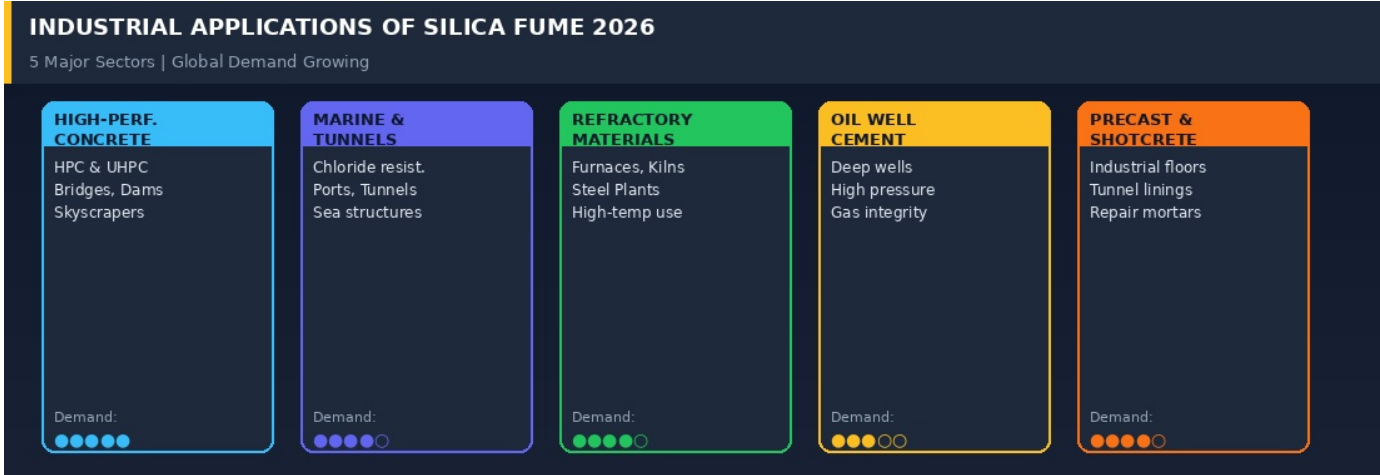 INDUSTRIAL APPLICATIONS OF SILICA FUME 2026
5 Major Sectors | Global Demand Growing
HIGH-PERF.
CONCRETE
HPC & UHPC
Bridges, Dams
Skyscrapers
Demand:
●●●●●
MARINE &
TUNNELS
Chloride resist.
Ports, Tunnels
Sea structures
Demand:
●●●●○
REFRACTORY
MATERIALS
Furnaces, Kilns
Steel Plants
High-temp use
Demand:
●●●●○
OIL WELL
CEMENT
Deep wells
High pressure
Gas integrity
Demand:
●●●○○
PRECAST &
SHOTCRETE
Industrial floors
Tunnel linings
Repair mortars
Demand:
●●●●○